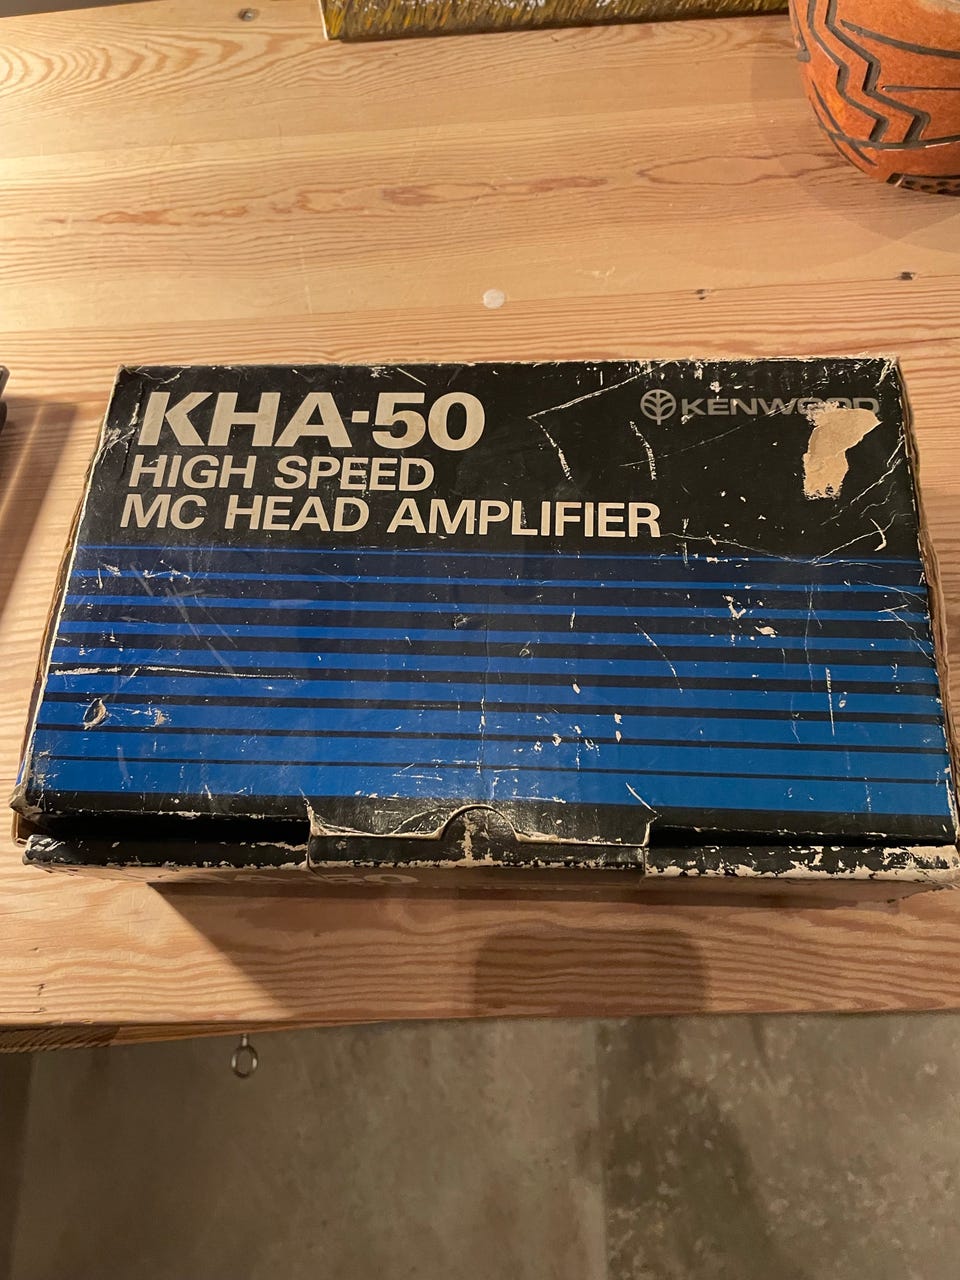 KHA-50
KENWOOD
HIGH SPEED
MC HEAD AMPLIFIER